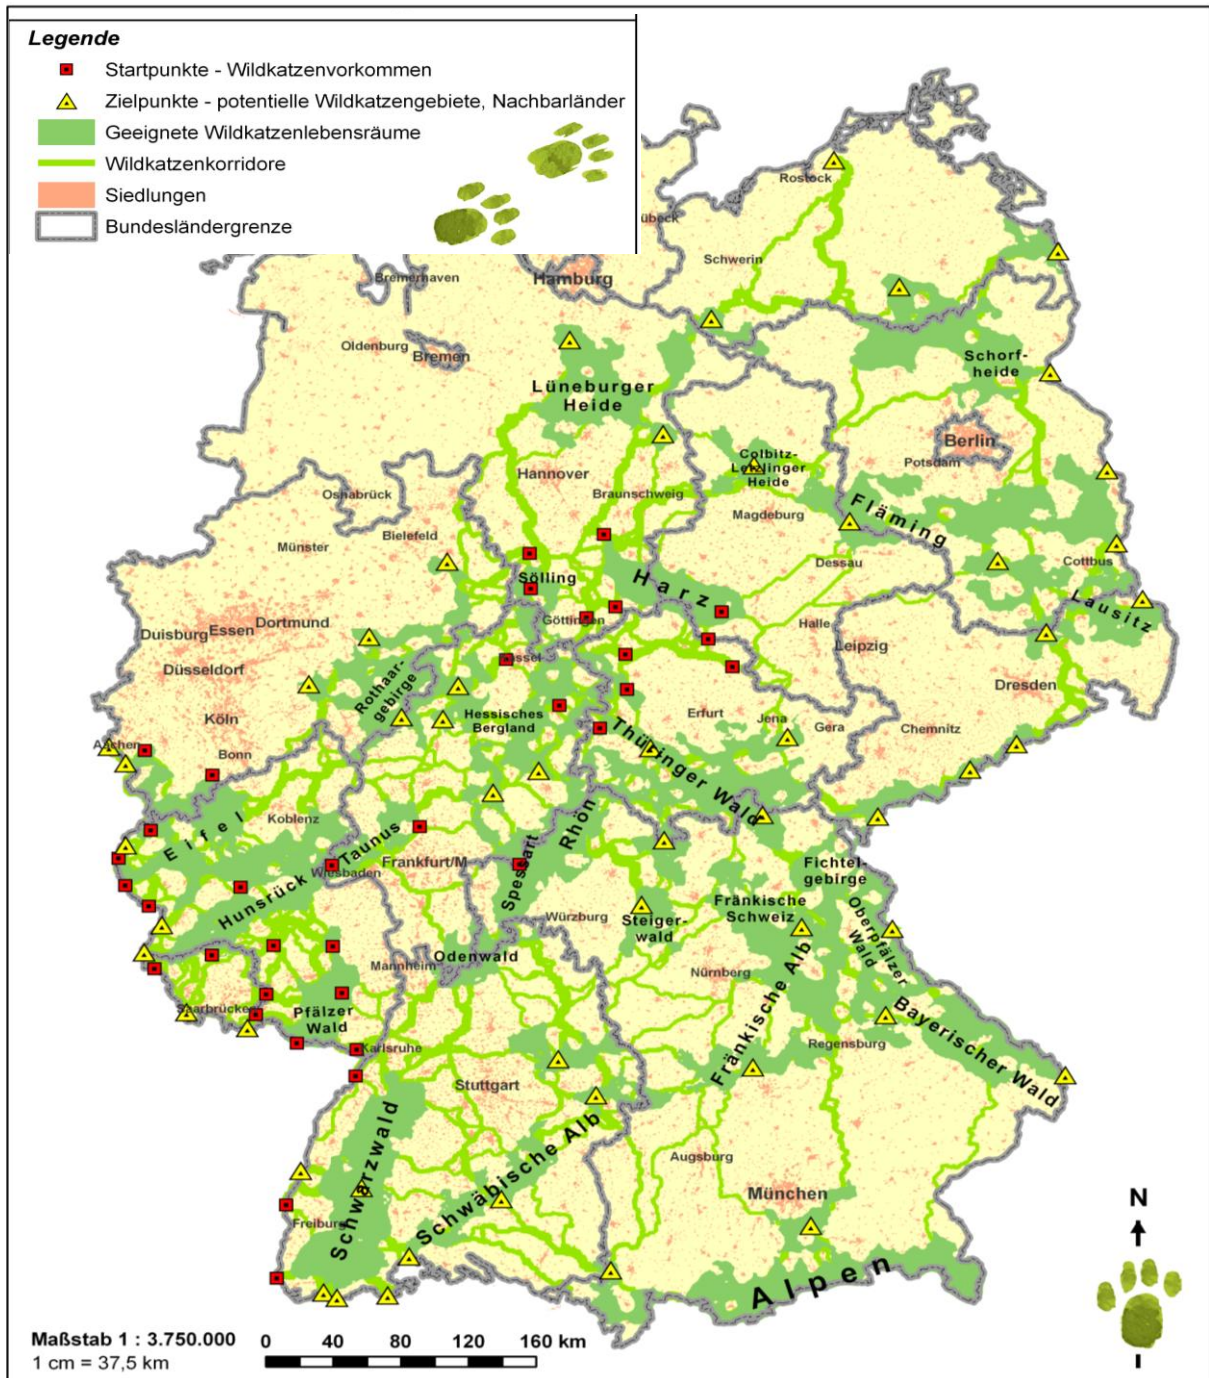 Legende
Startpunkte - Wildkatzenvorkommen
Zielpunkte - potentielle Wildkatzengebiete, Nachbarländer
Geeignete Wildkatzenlebensräume
Wildkatzenkorridore
Siedlungen
Bundesländergrenze
Rostock
übeck
Schwerin
Bremerhaven
Hamburg
Oldenburg
Bremen
Schorf-
heide
Lüneburger
Heide
Berlin
Potsdam
Hannover
Colbitz-
Letzlinger
Heide
Braunschweig
Osnabrück
Magdeburg
Fläming
Bielefeld
Münster
Dessau
Cottbus
Sölling
Harz
Lausitz
Göttingen
Halle
Leipzig
Duisburg
Essen
Dortmund
Düsseldorf
Kassel
Rothaar-
gebirge
Dresden
Köln
Hessisches
Bergland
Erfurt
Jena
Gera
Chemnitz
Aachen
Bonn
Thüringer Wald
Eifel
Koblenz
Taunus
Rhön
Frankfurt/M
Wiesbaden
Spessart
Fichtel-
gebirge
Hunsrück
Würzburg
Steiger-
wald
Fränkische
Schweiz
Oberpfälzer
Wald
Odenwald
Mannheim
Nürnberg
Saarbrücken
Pfälzer
Wald
Fränkische Alb
Bayerischer Wald
Karlsruhe
Regensburg
Stuttgart
Schwarzwald
Schwäbische Alb
Augsburg
München
Freiburg
Alpen
N
Maßstab 1 : 3.750.000
1 cm = 37,5 km
0 40 80 120 160 km